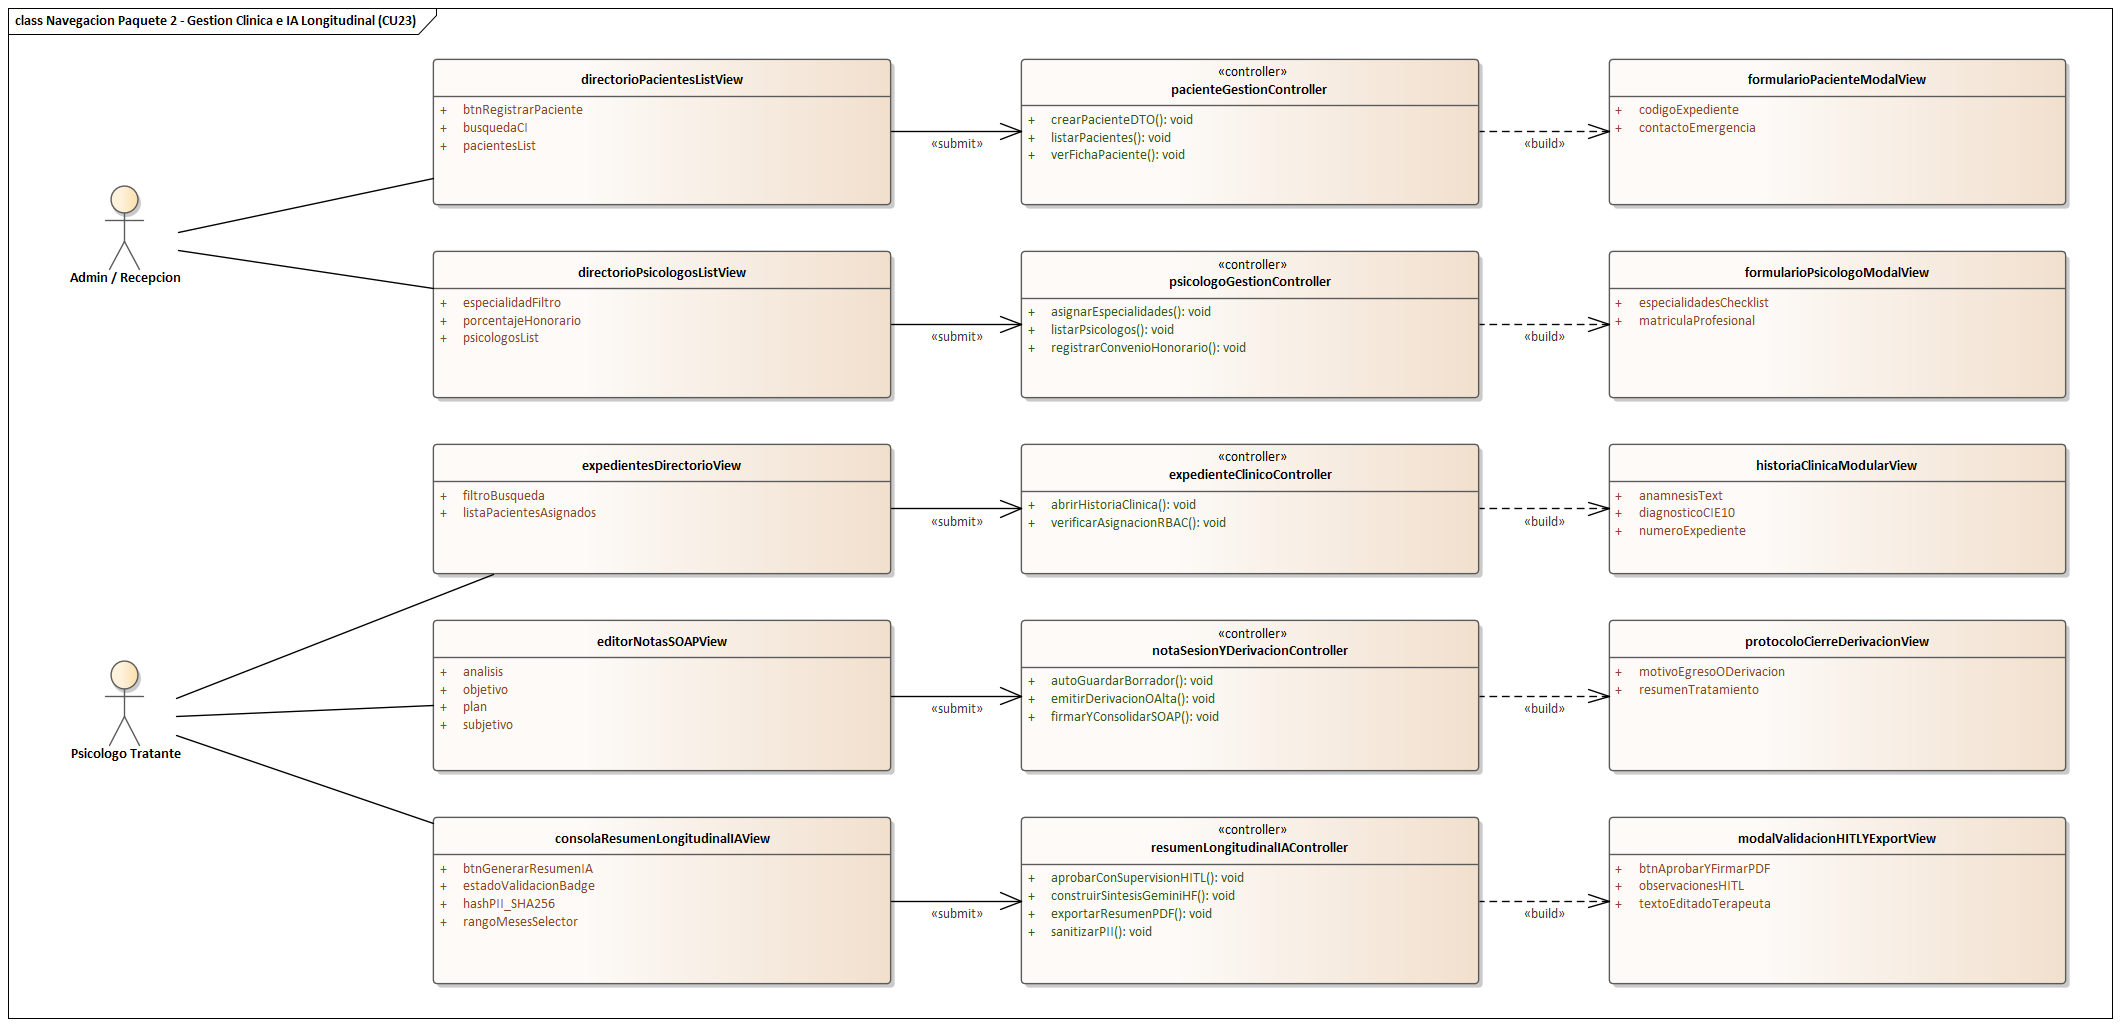 class Navegacion Paquete 2 - Gestion Clinica e IA Longitudinal (CU23)
directorioPacientesListView
+ btnRegistrarPaciente
+ busquedaCI
+ pacientesList
«submit»
«controller»
pacienteGestionController
+ crearPacienteDTO(): void
+ listarPacientes(): void
+ verFichaPaciente(): void
«build»
formularioPacienteModalView
+ codigoExpediente
+ contactoEmergencia
Admin / Recepcion
directorioPsicologosListView
+ especialidadFiltro
+ porcentajeHonorario
+ psicologosList
«submit»
«controller»
psicologoGestionController
+ asignarEspecialidades(): void
+ listarPsicologos(): void
+ registrarConvenioHonorario(): void
«build»
formularioPsicologoModalView
+ especialidadesChecklist
+ matriculaProfesional
expedientesDirectorioView
+ filtroBusqueda
+ listaPacientesAsignados
«submit»
«controller»
expedienteClinicoController
+ abrirHistoriaClinica(): void
+ verificarAsignacionRBAC(): void
«build»
historiaClinicaModularView
+ anamnesisText
+ diagnosticoCIE10
+ numeroExpediente
Psicologo Tratante
editorNotasSOAPView
+ analisis
+ objetivo
+ plan
+ subjetivo
«submit»
«controller»
notaSesionYDerivacionController
+ autoGuardarBorrador(): void
+ emitirDerivacionOAlta(): void
+ firmarYConsolidarSOAP(): void
«build»
protocoloCierreDerivacionView
+ motivoEgresoODerivacion
+ resumenTratamiento
consolaResumenLongitudinalIAView
+ btnGenerarResumenIA
+ estadoValidacionBadge
+ hashPII_SHA256
+ rangoMesesSelector
«submit»
«controller»
resumenLongitudinalIAController
+ aprobarConSupervisionHITL(): void
+ construirSintesisGeminiHF(): void
+ exportarResumenPDF(): void
+ sanitizarPII(): void
«build»
modalValidacionHITLYExportView
+ btnAprobarYFirmarPDF
+ observacionesHITL
+ textoEditadoTerapeuta